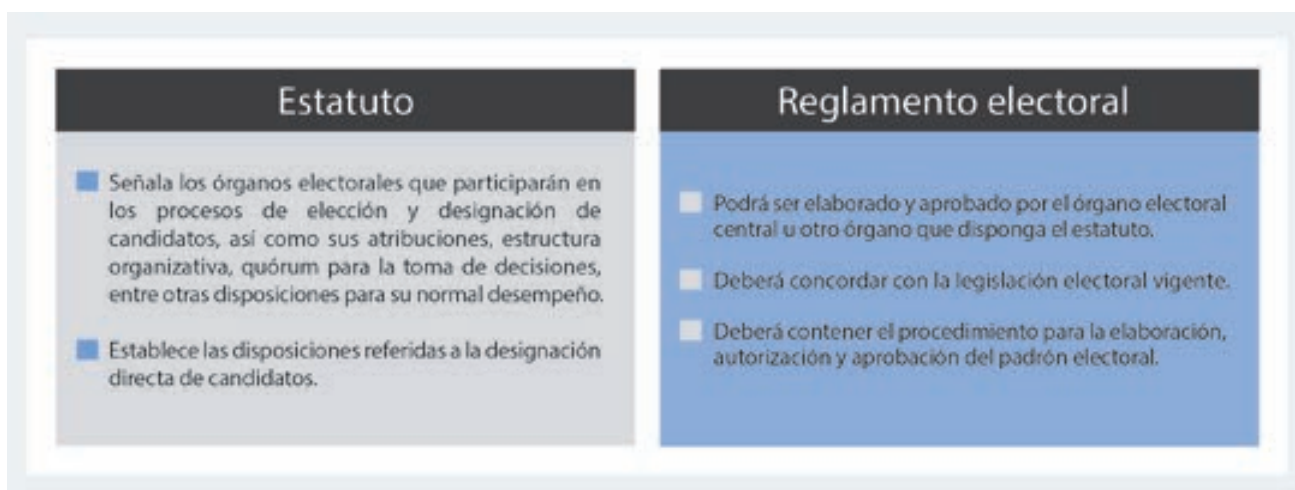 Estatuto
Señala los órganos electorales que participarán en
los procesos de elección y designación de
candidatos, así como sus atribuciones, estructura
organizativa, quórum para la toma de decisiones,
entre otras disposiciones para su normal desempeño.
Establece las disposiciones referidas a la designación
directa de candidatos.
Reglamento electoral
Podrá ser elaborado y aprobado por el órgano electoral
central u otro órgano que disponga el estatuto.
Deberá concordar con la legislación electoral vigente.
Deberá contener el procedimiento para la elaboración,
autorización y aprobación del padrón electoral.